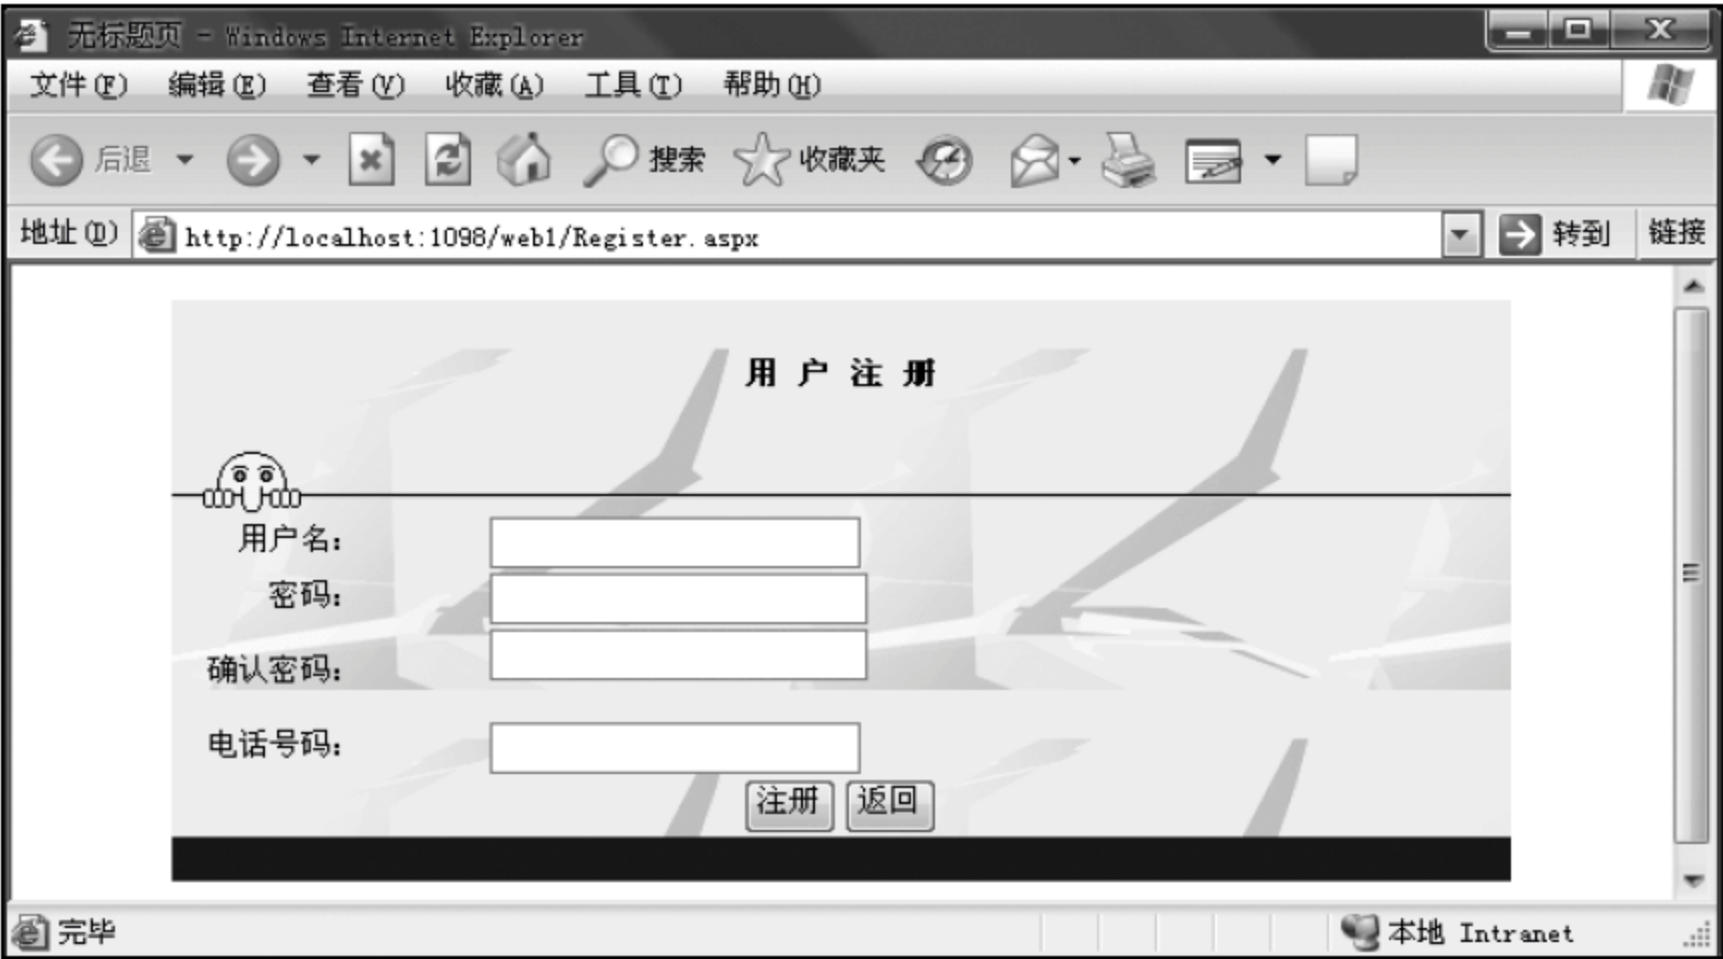 无标题页 - Windows Internet Explorer
文件(F) 编辑(E) 查看(V) 收藏(A) 工具(T) 帮助(H)
后退 搜索 收藏夹
地址(D) http://localhost:1098/web1/Register.aspx 转到 链接
用户注册
用户名:
密码:
确认密码:
电话号码:
注册 返回
完毕 本地 Intranet